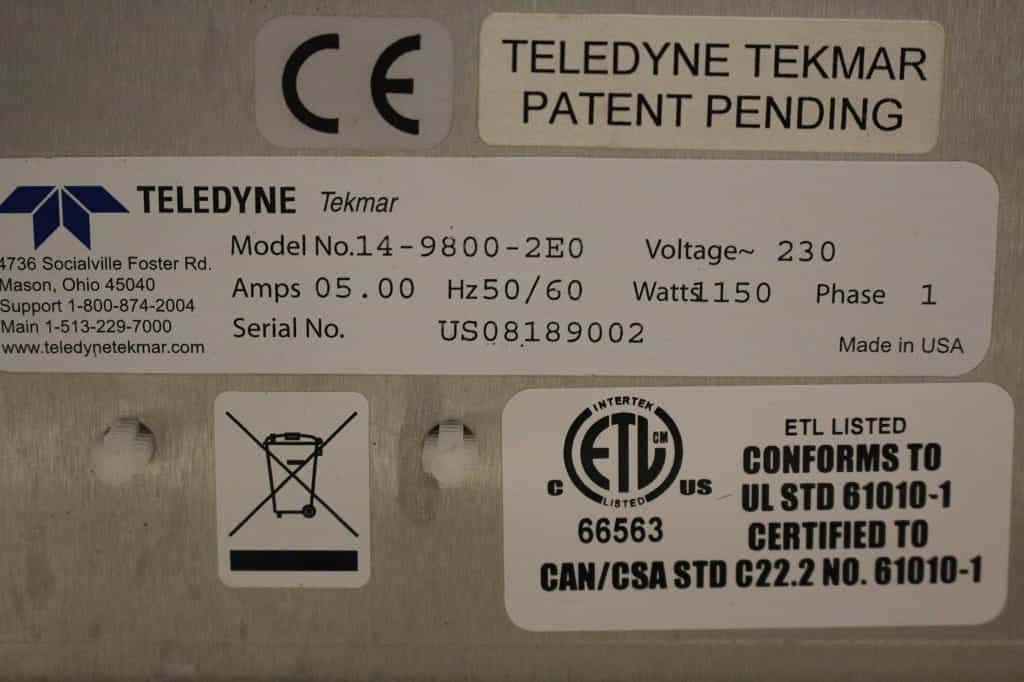 CE
TELEDYNE TEKMAR
PATENT PENDING
TELEDYNE Tekmar
4736 Socialville Foster Rd.
Mason, Ohio 45040
Support 1-800-874-2004
Main 1-513-229-7000
www.teledynetekmar.com
Model No.14-9800-2E0 Voltage~ 230
Amps 05.00 Hz50/60 Watts1150 Phase 1
Serial No. US08189002
Made in USA
INTERTEK
ETL CM
LISTED
C US
66563
ETL LISTED
CONFORMS TO
UL STD 61010-1
CERTIFIED TO
CAN/CSA STD C22.2 NO. 61010-1